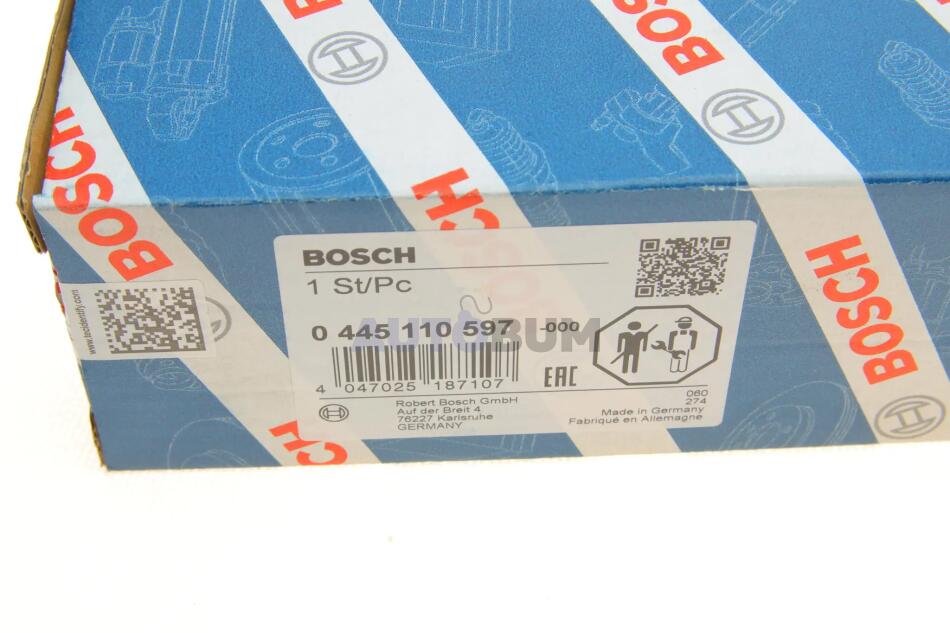 BOSCH
BOSCH
BOSCH
BOSCH
BOSCH
BOSCH
1 St/Pc
0 445 110 597 -000
AUTOBUM
4 047025 187107
EAC
Robert Bosch GmbH
Auf der Breit 4
76227 Karlsruhe
GERMANY
060
274
Made in Germany
Fabriqué en Allemagne
www.tecidentify.com
BOSCH
CH